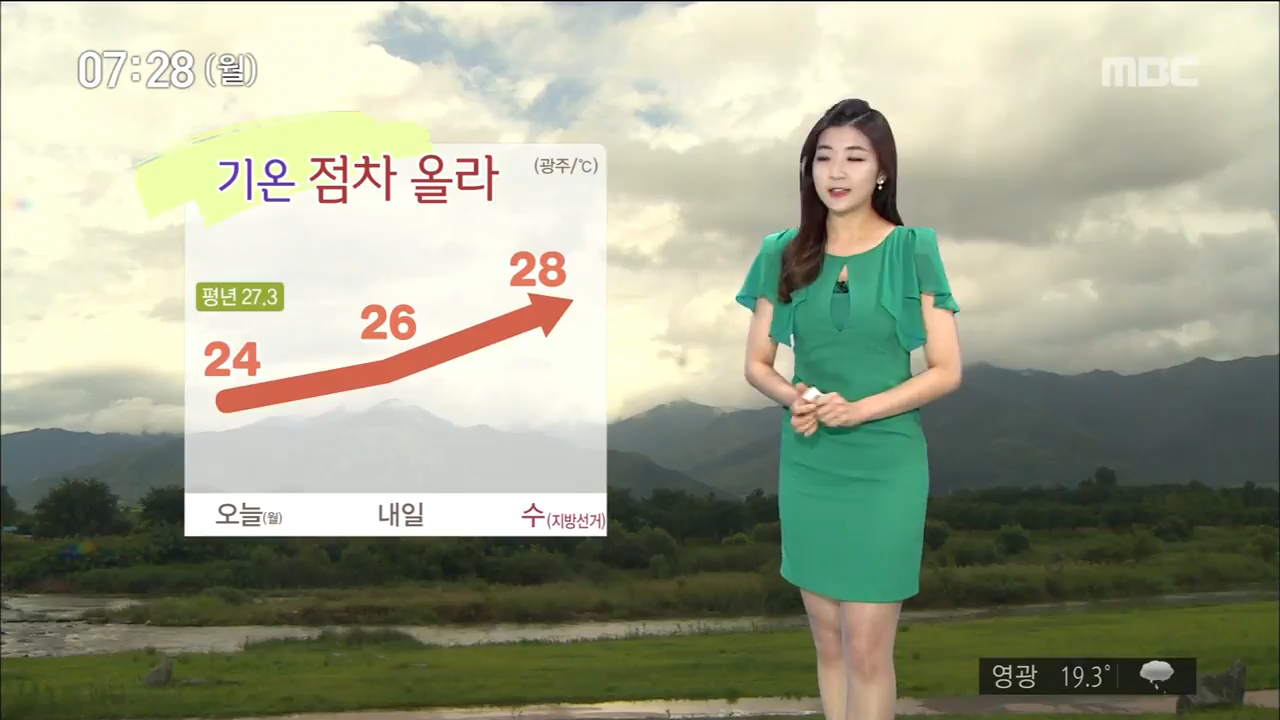 07:28 (월)
MBC
기온 점차 올라
(광주/℃)
평년 27.3
24
26
28
오늘(월)
내일
수(지방선거)
영광 19.3°